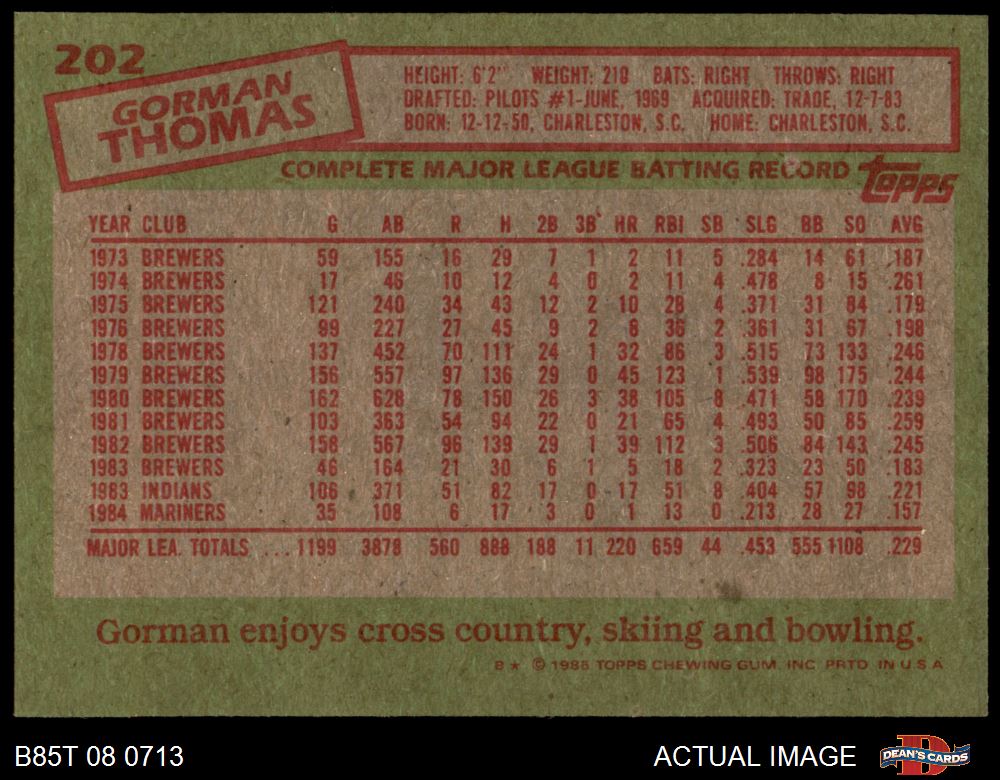 202
GORMAN
THOMAS
HEIGHT: 6'2" WEIGHT: 210 BATS: RIGHT THROWS: RIGHT
DRAFTED: PILOTS #1-JUNE, 1969 ACQUIRED: TRADE, 12-7-83
BORN: 12-12-50, CHARLESTON, S.C. HOME: CHARLESTON, S.C.
COMPLETE MAJOR LEAGUE BATTING RECORD topps
YEAR CLUB G AB R H 2B 3B HR RBI SB SLG BB SO AVG
1973 BREWERS 59 155 16 29 7 1 2 11 5 .284 14 61 .187
1974 BREWERS 17 46 10 12 4 0 2 11 4 .478 8 15 .261
1975 BREWERS 121 240 34 43 12 2 10 28 4 .371 31 84 .179
1976 BREWERS 99 227 27 45 9 2 8 36 2 .361 31 67 .198
1978 BREWERS 137 452 70 111 24 1 32 86 3 .515 73 133 .246
1979 BREWERS 156 557 97 136 29 0 45 123 1 .539 98 175 .244
1980 BREWERS 162 628 78 150 26 3 38 105 8 .471 58 170 .239
1981 BREWERS 103 363 54 94 22 0 21 65 4 .493 50 85 .259
1982 BREWERS 158 567 96 139 29 1 39 112 3 .506 84 143 .245
1983 BREWERS 46 164 21 30 6 1 5 18 2 .323 23 50 .183
1983 INDIANS 106 371 51 82 17 0 17 51 8 .404 57 98 .221
1984 MARINERS 35 108 6 17 3 0 1 13 0 .213 28 27 .157
MAJOR LEA. TOTALS ... 1199 3878 560 888 188 11 220 659 44 .453 555 1108 .229
Gorman enjoys cross country, skiing and bowling.
B ★ © 1985 TOPPS CHEWING GUM, INC. PRTD. IN U.S.A.
B85T 08 0713 ACTUAL IMAGE DEAN'S CARDS